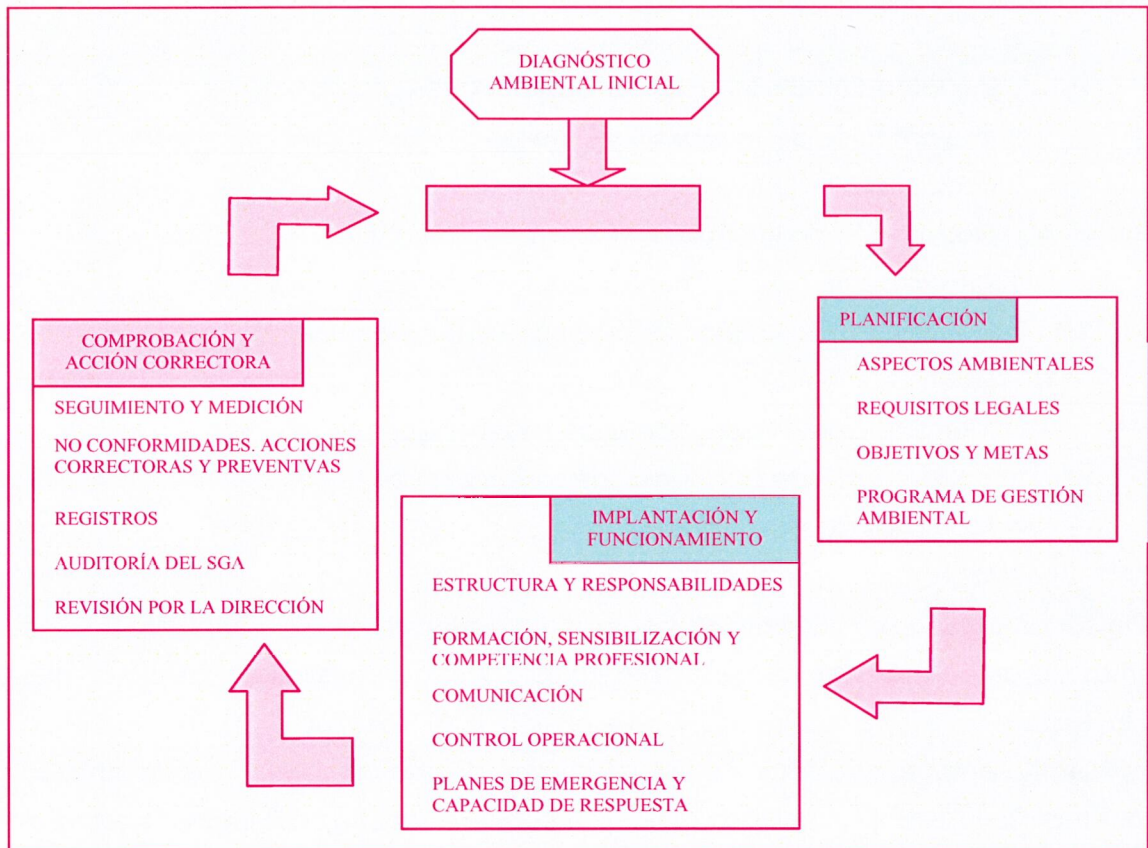 DIAGNÓSTICO
AMBIENTAL INICIAL
PLANIFICACIÓN
ASPECTOS AMBIENTALES
REQUISITOS LEGALES
OBJETIVOS Y METAS
PROGRAMA DE GESTIÓN
AMBIENTAL
IMPLANTACIÓN Y
FUNCIONAMIENTO
ESTRUCTURA Y RESPONSABILIDADES
FORMACIÓN, SENSIBILIZACIÓN Y
COMPETENCIA PROFESIONAL
COMUNICACIÓN
CONTROL OPERACIONAL
PLANES DE EMERGENCIA Y
CAPACIDAD DE RESPUESTA
COMPROBACIÓN Y
ACCIÓN CORRECTORA
SEGUIMIENTO Y MEDICIÓN
NO CONFORMIDADES. ACCIONES
CORRECTORAS Y PREVENTVAS
REGISTROS
AUDITORÍA DEL SGA
REVISIÓN POR LA DIRECCIÓN